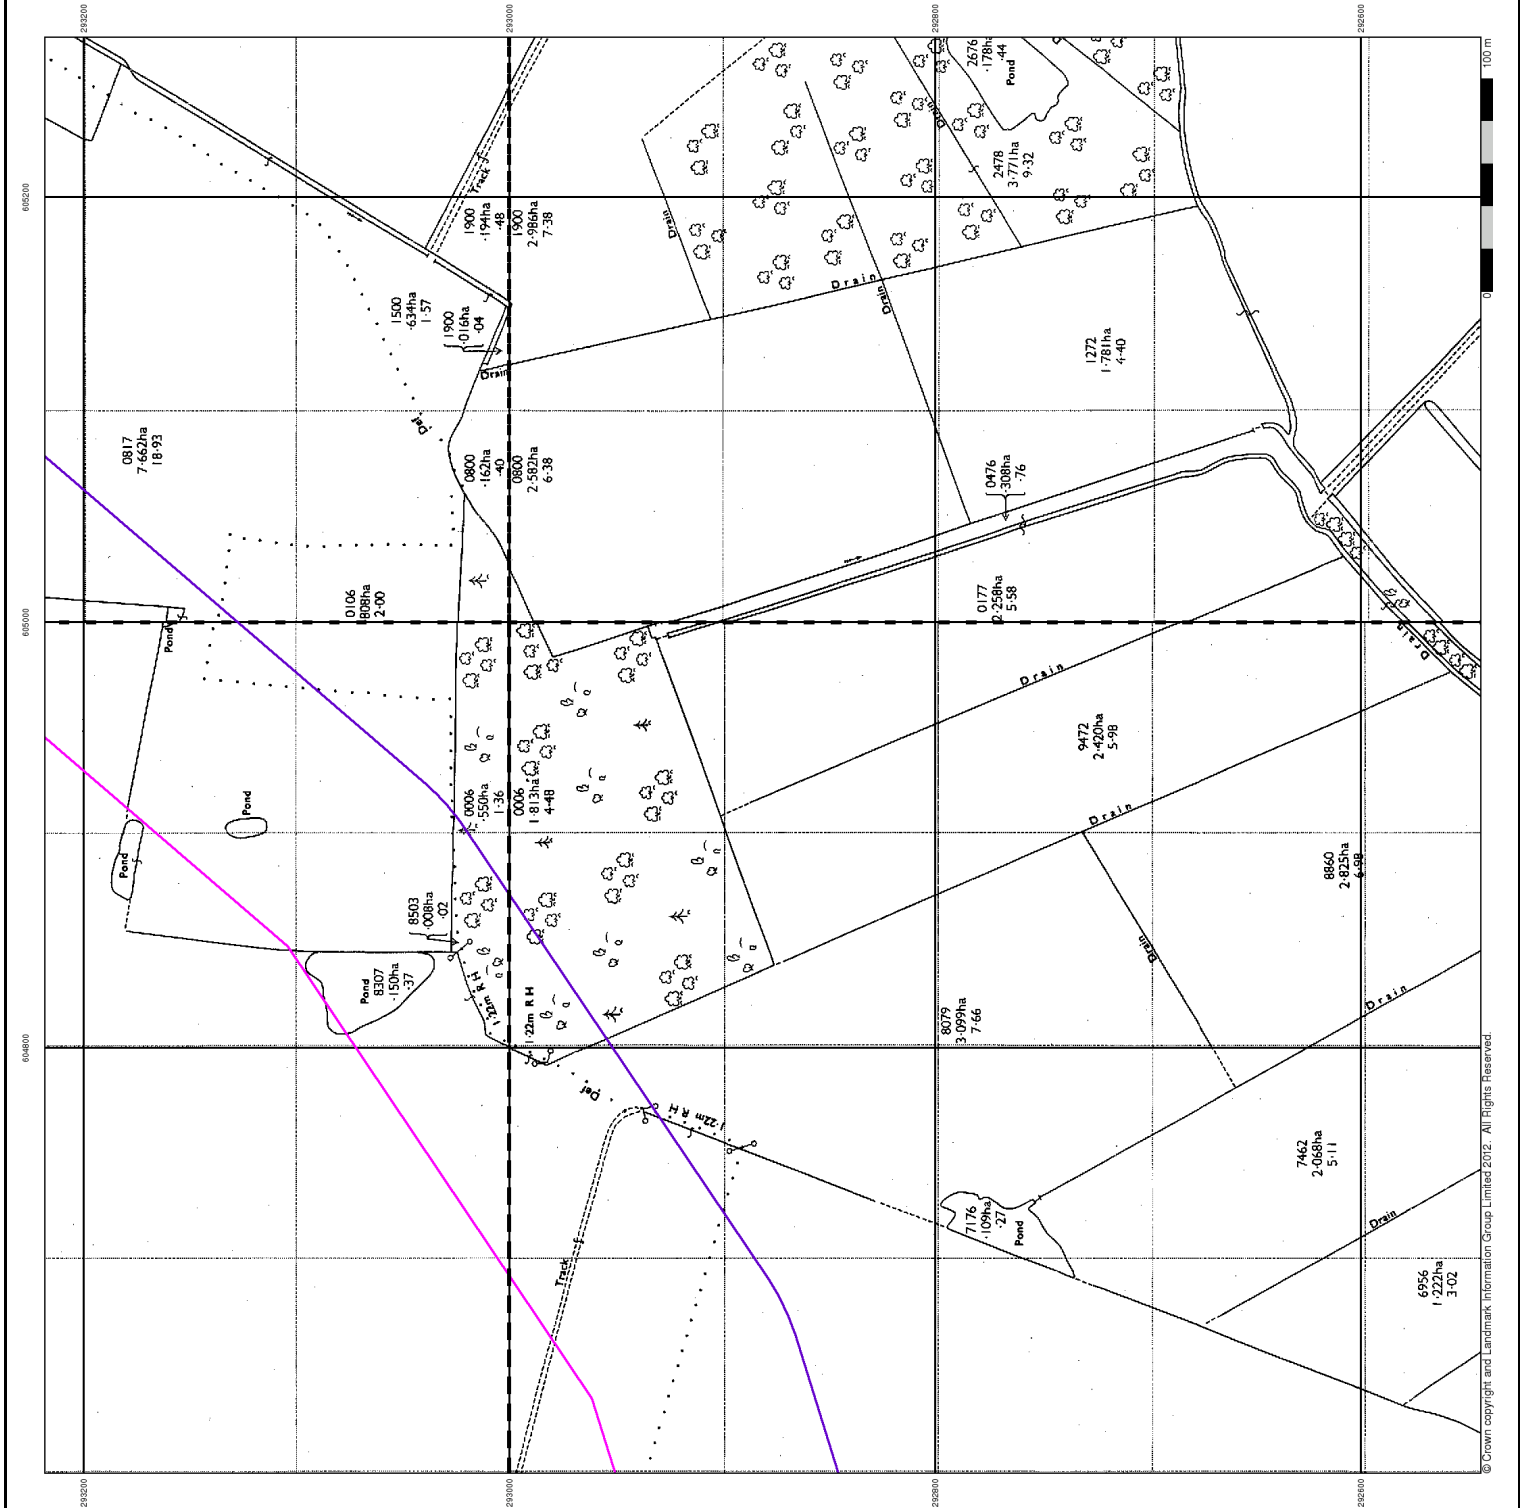 293200
293000
292800
292600
605200
605000
604800
100 m
0
2676
·178ha
·44
Pond
Drain
Track
1900
·194ha
·48
1900
2·986ha
7·38
2478
3·771ha
9·32
Drain
Drain
Drain
1500
·634ha
1·57
1900
·016ha
·04
Drain
Def
1272
1·781ha
4·40
0817
7·662ha
18·93
0800
·162ha
·40
0800
2·582ha
6·38
0476
·308ha
·76
0106
·808ha
2·00
Pond
0177
2·258ha
5·58
Drain
Drain
9472
2·420ha
5·98
Pond
Pond
0006
·550ha
1·36
0006
1·813ha
4·48
Drain
8860
2·825ha
6·98
8503
·008ha
·02
Pond
8307
·150ha
·37
1·22m R H
1·22m R H
Drain
Drain
8079
3·099ha
7·66
Def
1·22m R H
7462
2·068ha
5·11
7176
·109ha
·27
Pond
Track
Drain
6956
1·222ha
3·02
293200
293000
292800
292600
© Crown copyright and Landmark Information Group Limited 2012. All Rights Reserved.